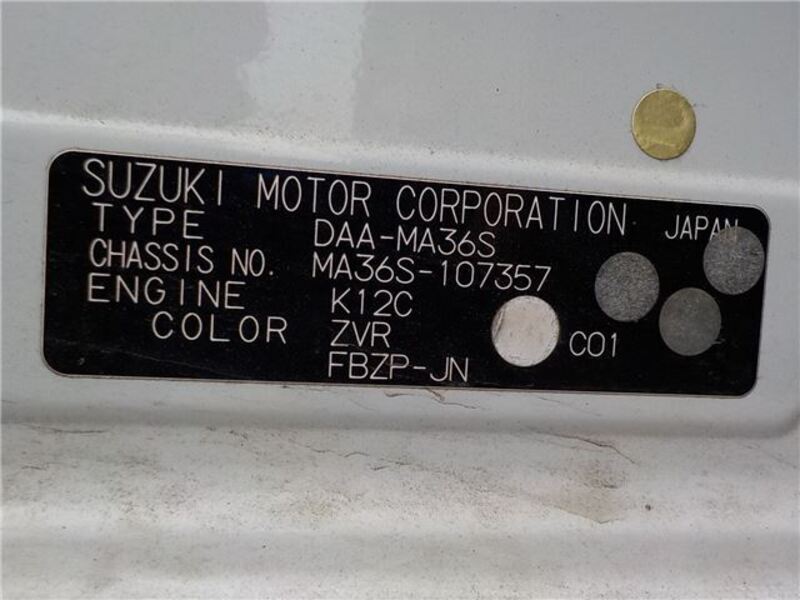 SUZUKI MOTOR CORPORATION JAPAN
TYPE DAA-MA36S
CHASSIS NO. MA36S-107357
ENGINE K12C
COLOR ZVR C01
FBZP-JN